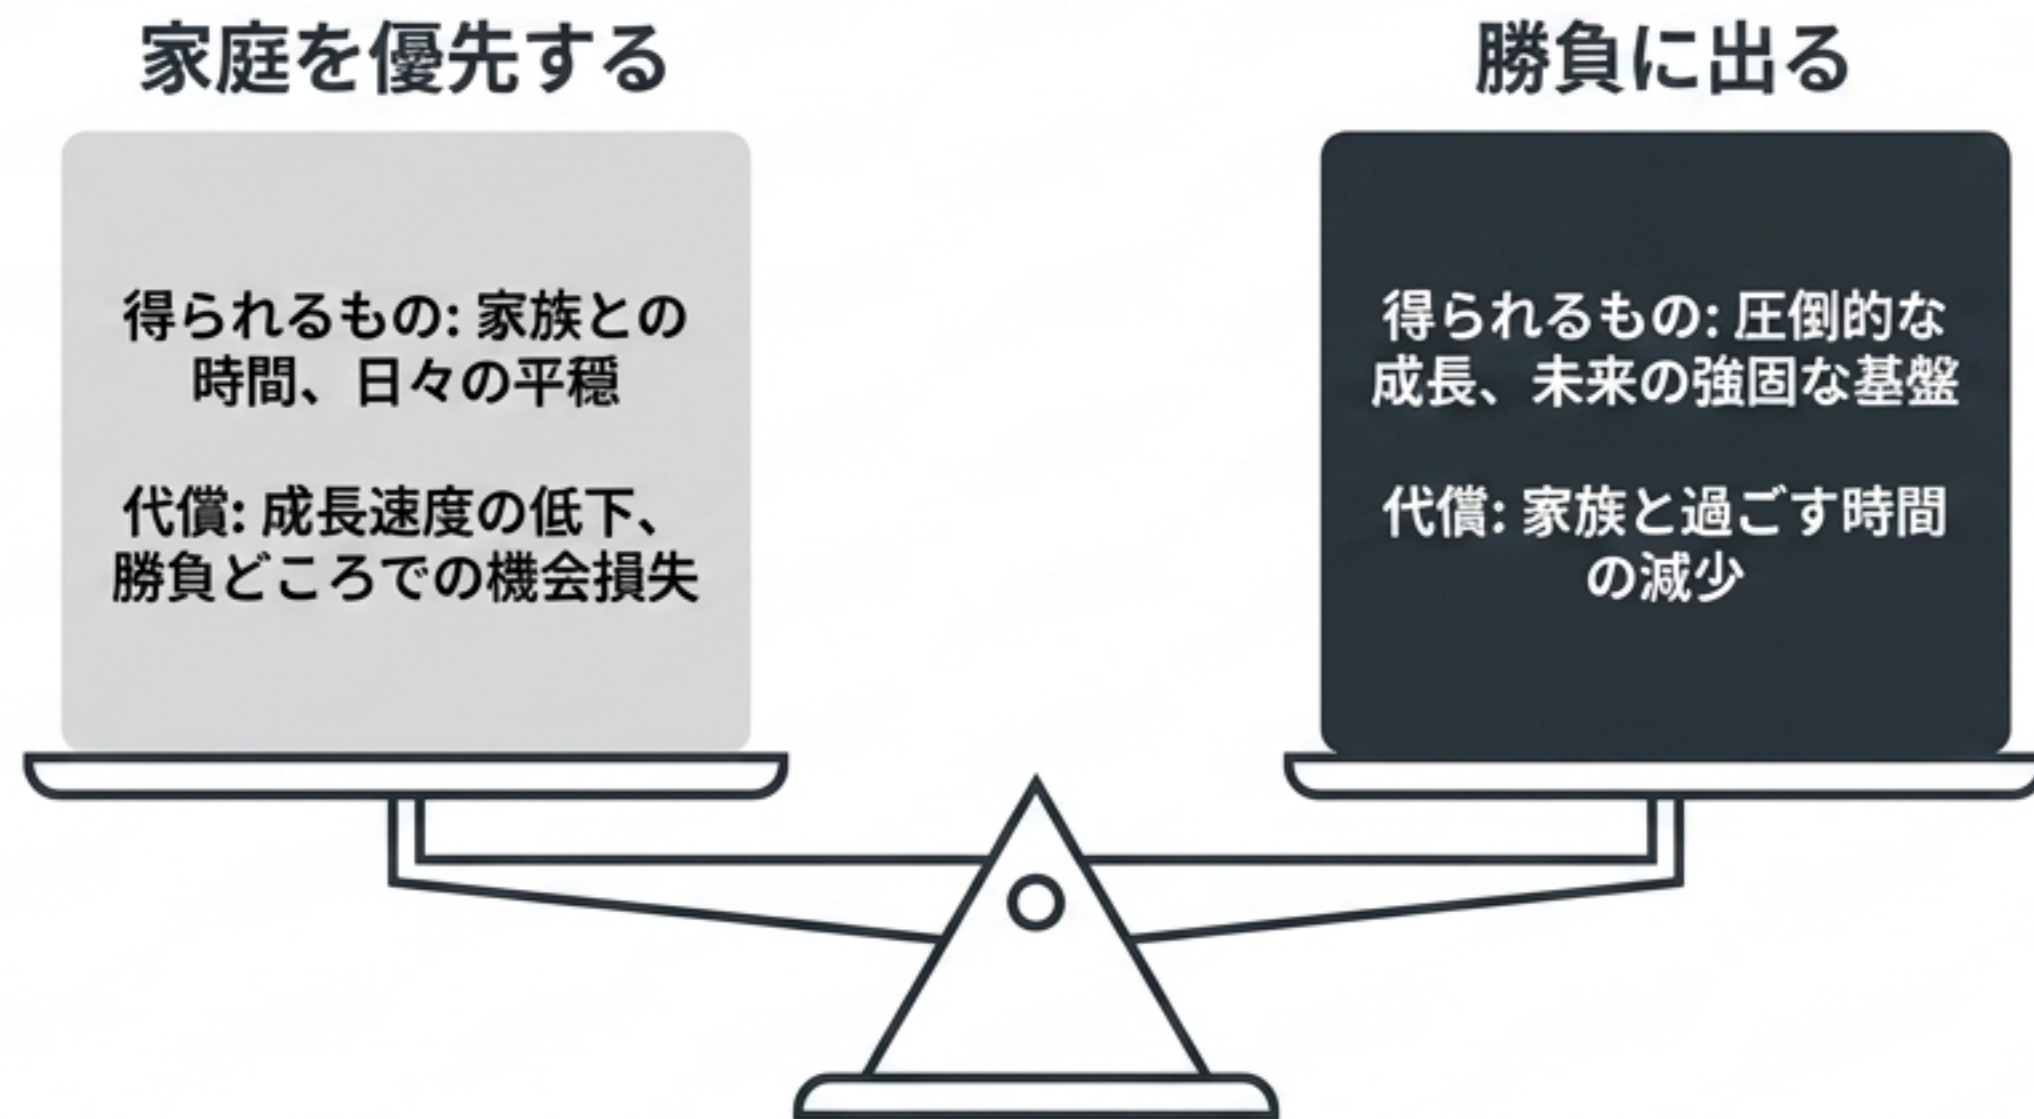 家庭を優先する
得られるもの: 家族との
時間、日々の平穏
代償: 成長速度の低下、
勝負どころでの機会損失
勝負に出る
得られるもの: 圧倒的な
成長、未来の強固な基盤
代償: 家族と過ごす時間
の減少